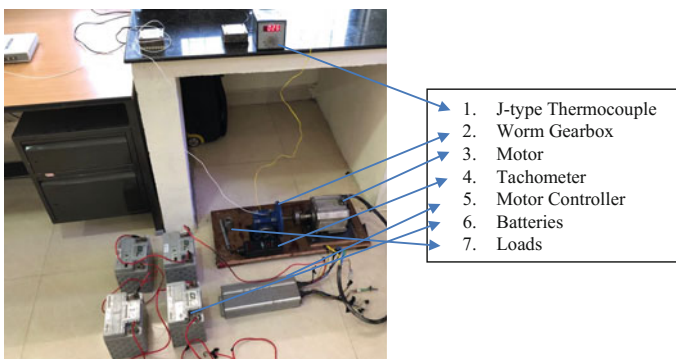 1. J-type Thermocouple
2. Worm Gearbox
3. Motor
4. Tachometer
5. Motor Controller
6. Batteries
7. Loads